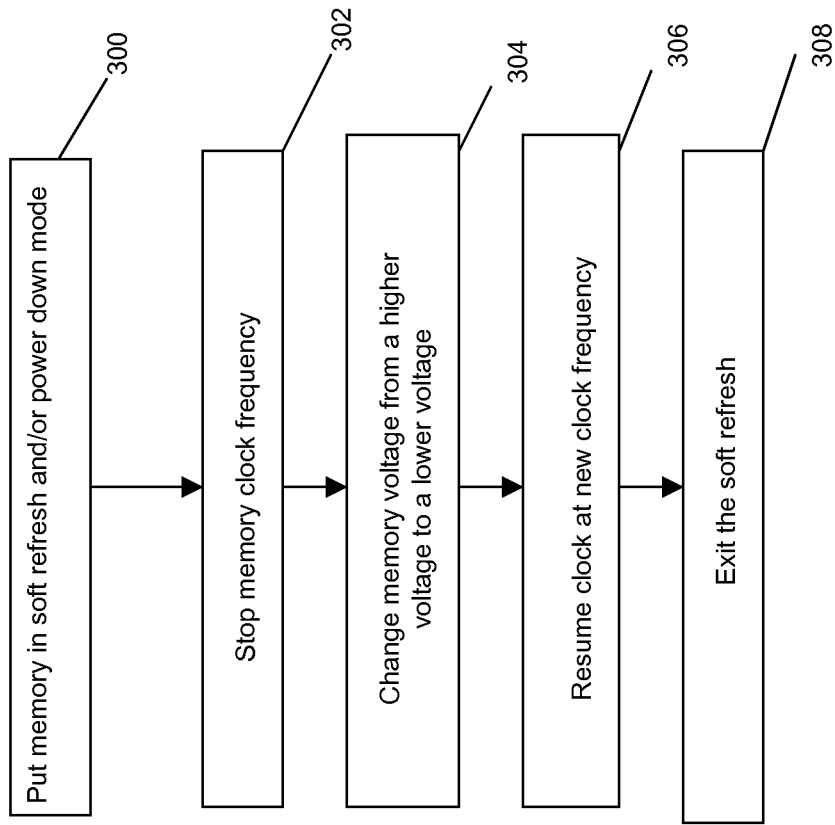 Put memory in soft refresh and/or power down mode
300
Stop memory clock frequency
302
Change memory voltage from a higher
voltage to a lower voltage
304
Resume clock at new clock frequency
306
Exit the soft refresh
308